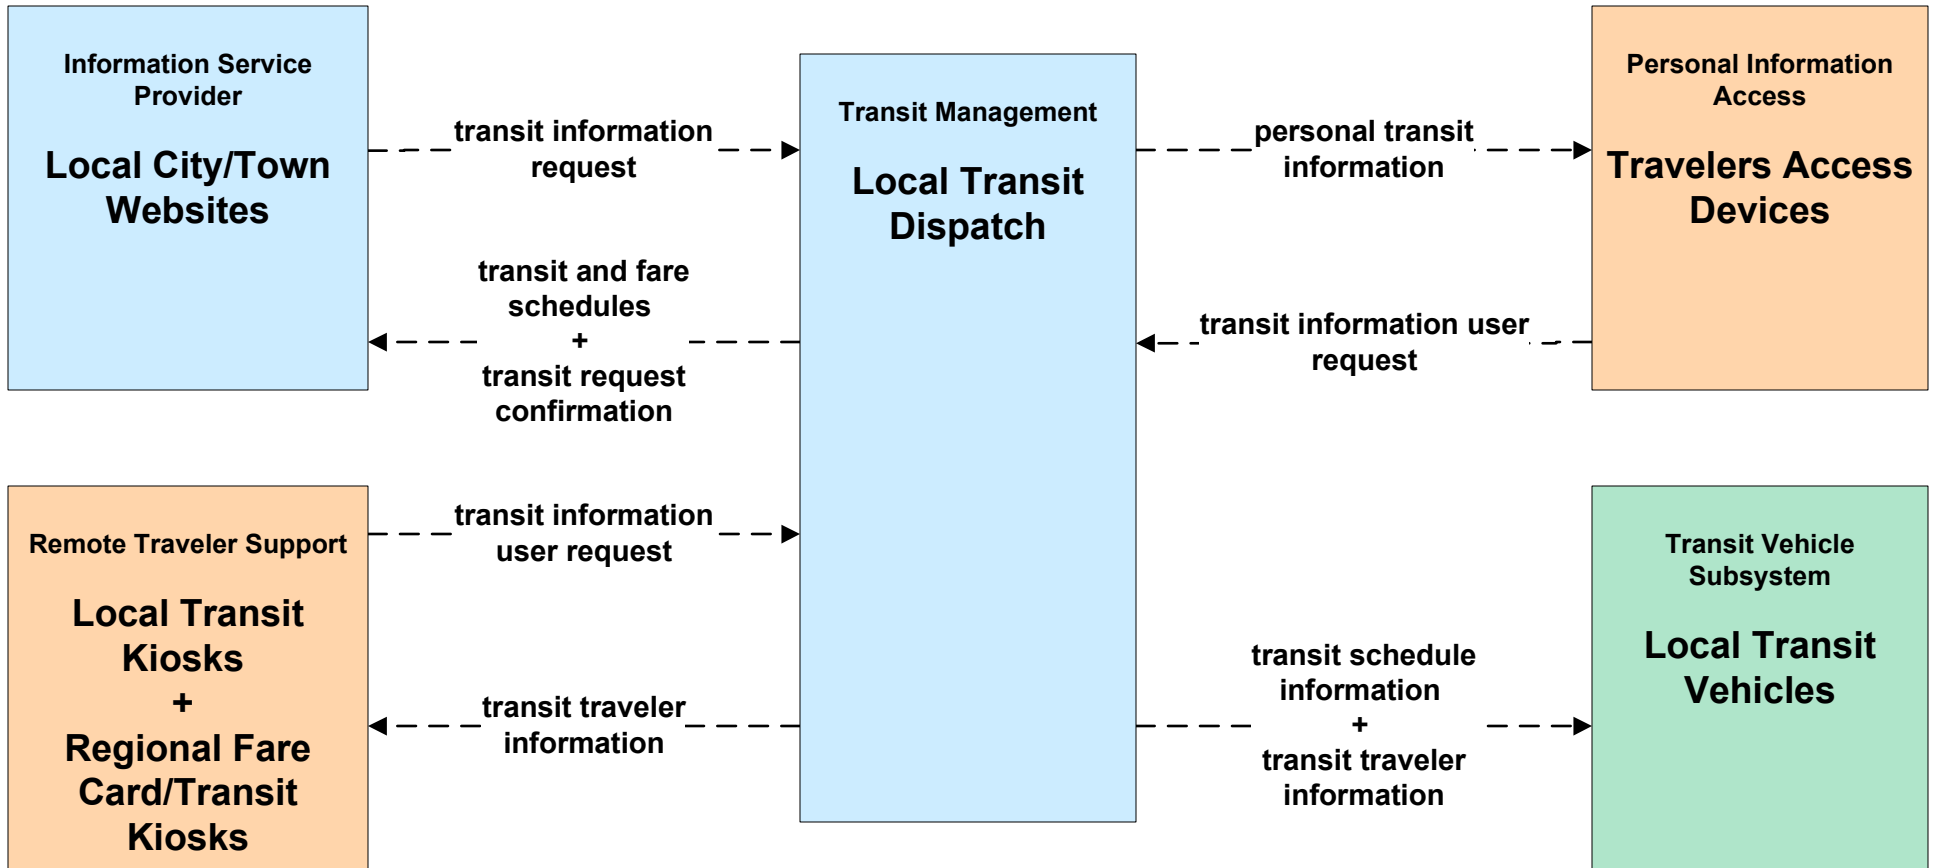 Information Service
Provider
Local City/Town
Websites
transit information
request
transit and fare
schedules
+
transit request
confirmation
Transit Management
Local Transit
Dispatch
personal transit
information
transit information user
request
Personal Information
Access
Travelers Access
Devices
Remote Traveler Support
Local Transit
Kiosks
+
Regional Fare
Card/Transit
Kiosks
transit information
user request
transit traveler
information
transit schedule
information
+
transit traveler
information
Transit Vehicle
Subsystem
Local Transit
Vehicles